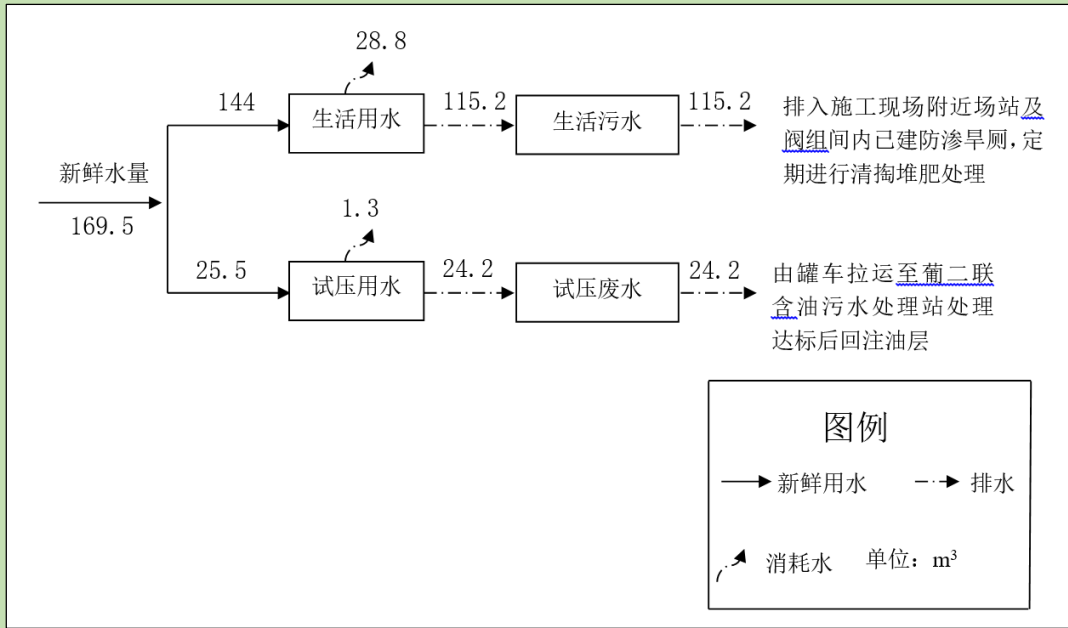 28.8
144
生活用水
115.2
生活污水
115.2
排入施工现场附近场站及
阀组间内已建防渗旱厕，定
期进行清掏堆肥处理
新鲜水量
169.5
1.3
25.5
试压用水
24.2
试压废水
24.2
由罐车拉运至葡二联
含油污水处理站处理
达标后回注油层
图例
新鲜用水
排水
消耗水
单位：m³